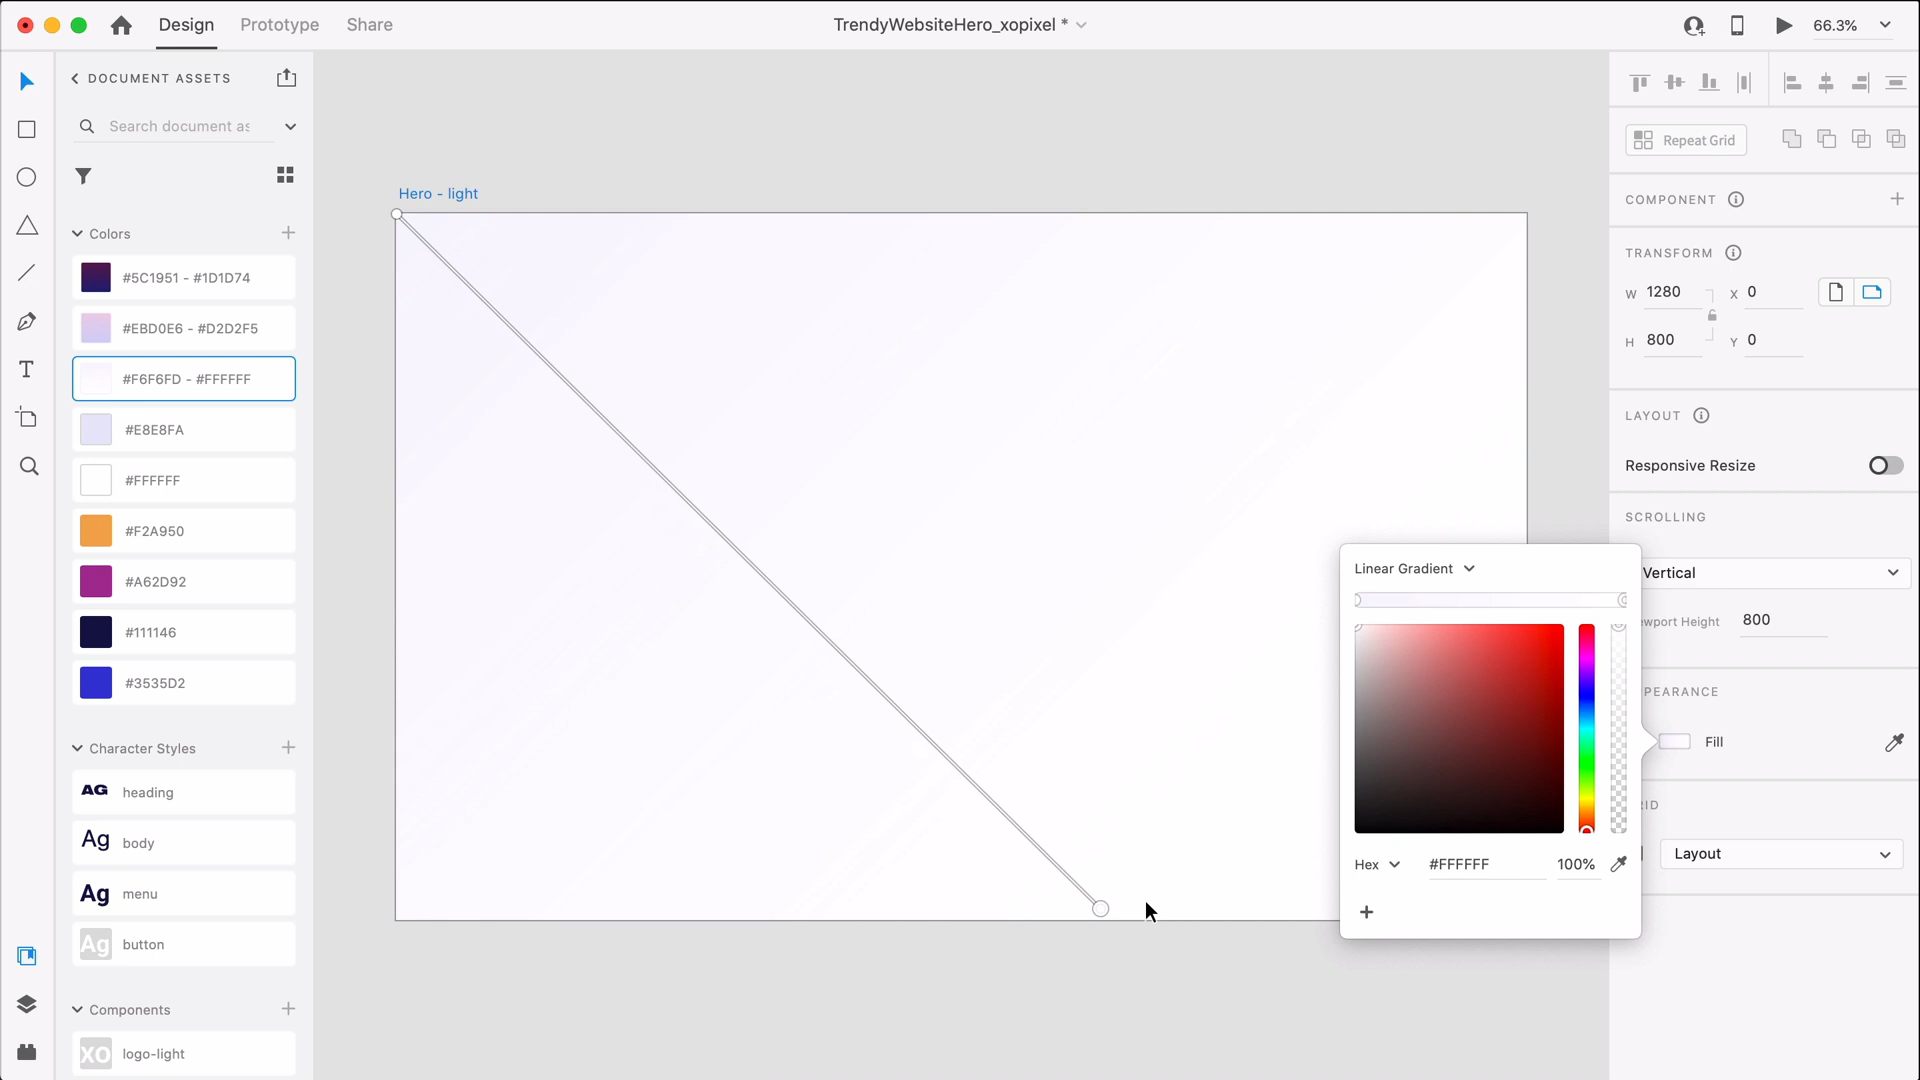 Design Prototype Share
TrendyWebsiteHero_xopixel *
66.3%
DOCUMENT ASSETS
Search document as
Colors
#5C1951 - #1D1D74
#EBD0E6 - #D2D2F5
#F6F6FD - #FFFFFF
#E8E8FA
#FFFFFF
#F2A950
#A62D92
#111146
#3535D2
Character Styles
AG heading
Ag body
Ag menu
Ag button
Components
XO logo-light
Hero - light
Repeat Grid
COMPONENT
TRANSFORM
W 1280 X 0
H 800 Y 0
LAYOUT
Responsive Resize
SCROLLING
Vertical
ewport Height 800
PEARANCE
Fill
RID
Layout
Linear Gradient
Hex #FFFFFF 100%